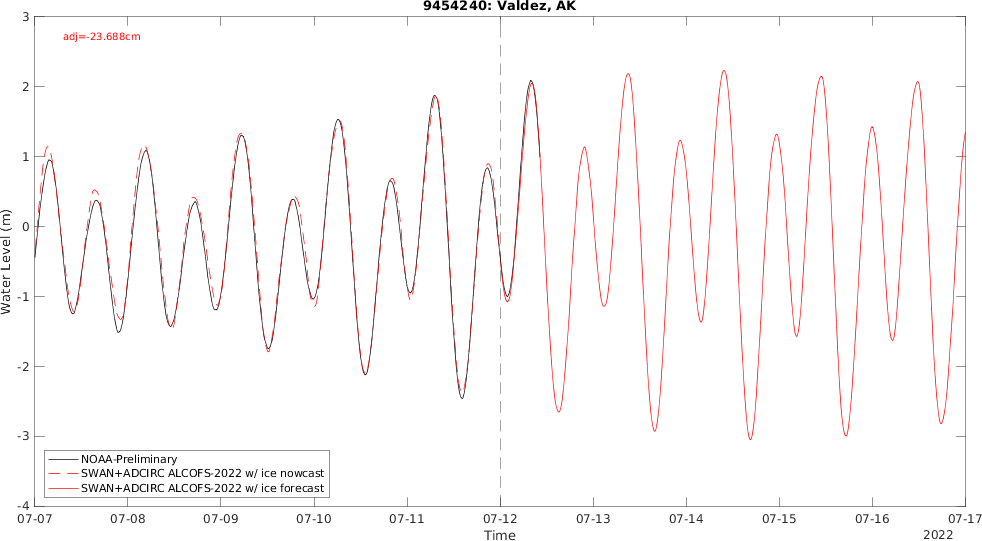 9454240: Valdez, AK
adj=-23.688cm
3
2
1
0
-1
-2
-3
-4
Water Level (m)
NOAA-Preliminary
SWAN+ADCIRC ALCOFS-2022 w/ ice nowcast
SWAN+ADCIRC ALCOFS-2022 w/ ice forecast
07-07 07-08 07-09 07-10 07-11 07-12 07-13 07-14 07-15 07-16 07-17
Time
2022